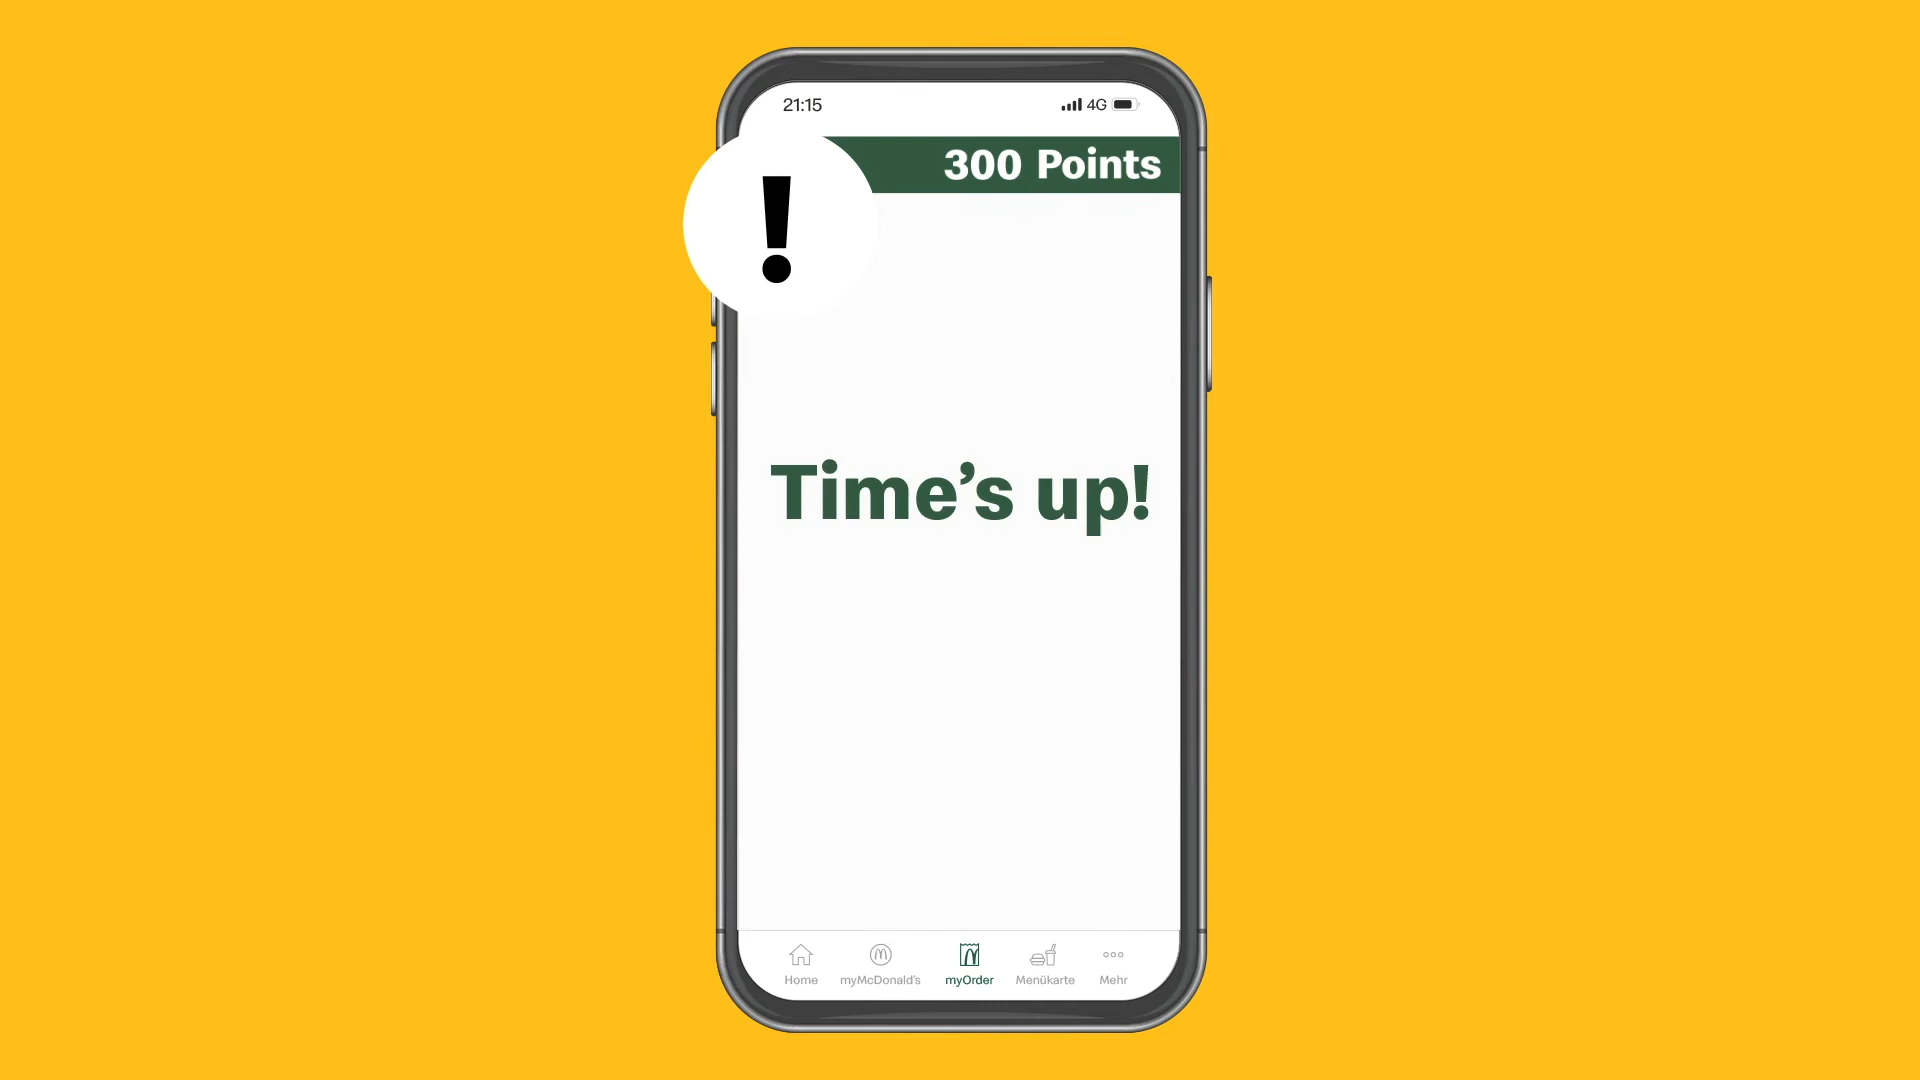 21:15 4G
300 Points
!
Time’s up!
Home myMcDonald's myOrder Menükarte Mehr